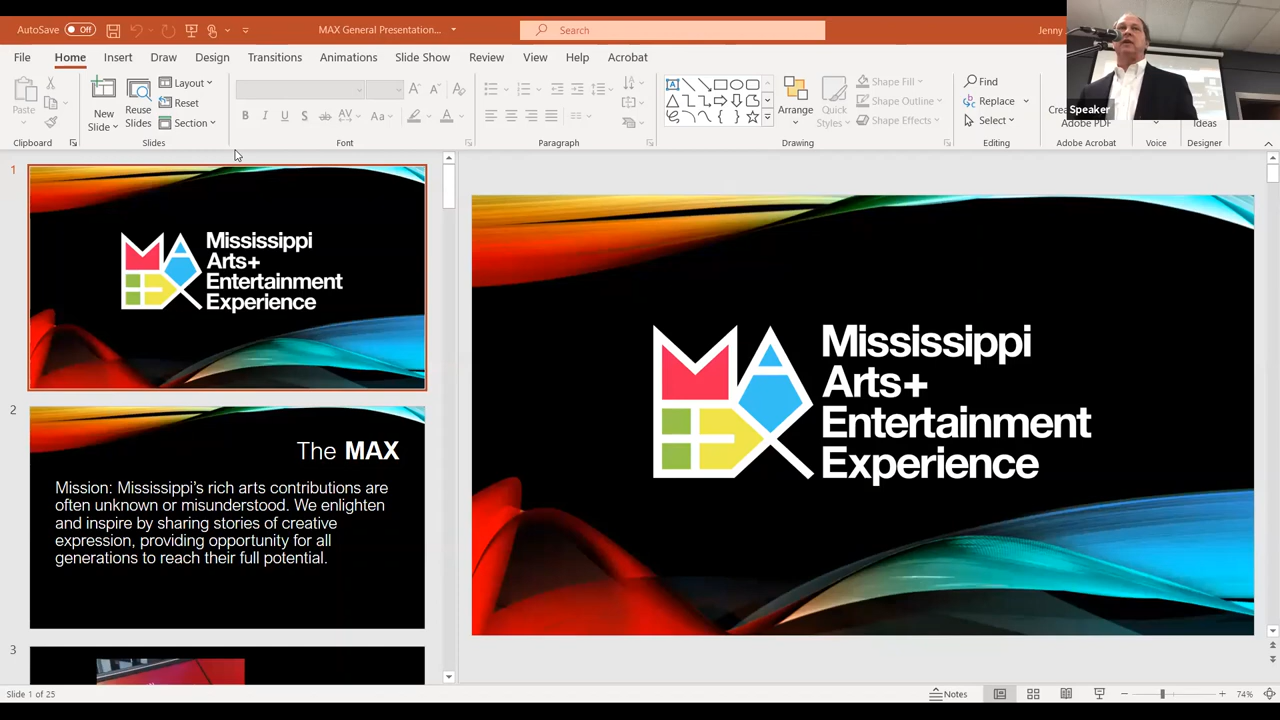 AutoSave Off
MAX General Presentation...
Search
Jenny
File Home Insert Draw Design Transitions Animations Slide Show Review View Help Acrobat
Paste
New Slide
Reuse Slides
Layout
Reset
Section
B I U S ab AV Aa
A A A A
Arrange
Quick Styles
Shape Fill
Shape Outline
Shape Effects
Find
Replace
Select
Adobe PDF
Ideas
Speaker
Clipboard Slides Font Paragraph Drawing Editing Adobe Acrobat Voice Designer
1
Mississippi
Arts+
Entertainment
Experience
2
The MAX
Mission: Mississippi's rich arts contributions are
often unknown or misunderstood. We enlighten
and inspire by sharing stories of creative
expression, providing opportunity for all
generations to reach their full potential.
3
MAX
Mississippi
Arts+
Entertainment
Experience
Slide 1 of 25
Notes
74%